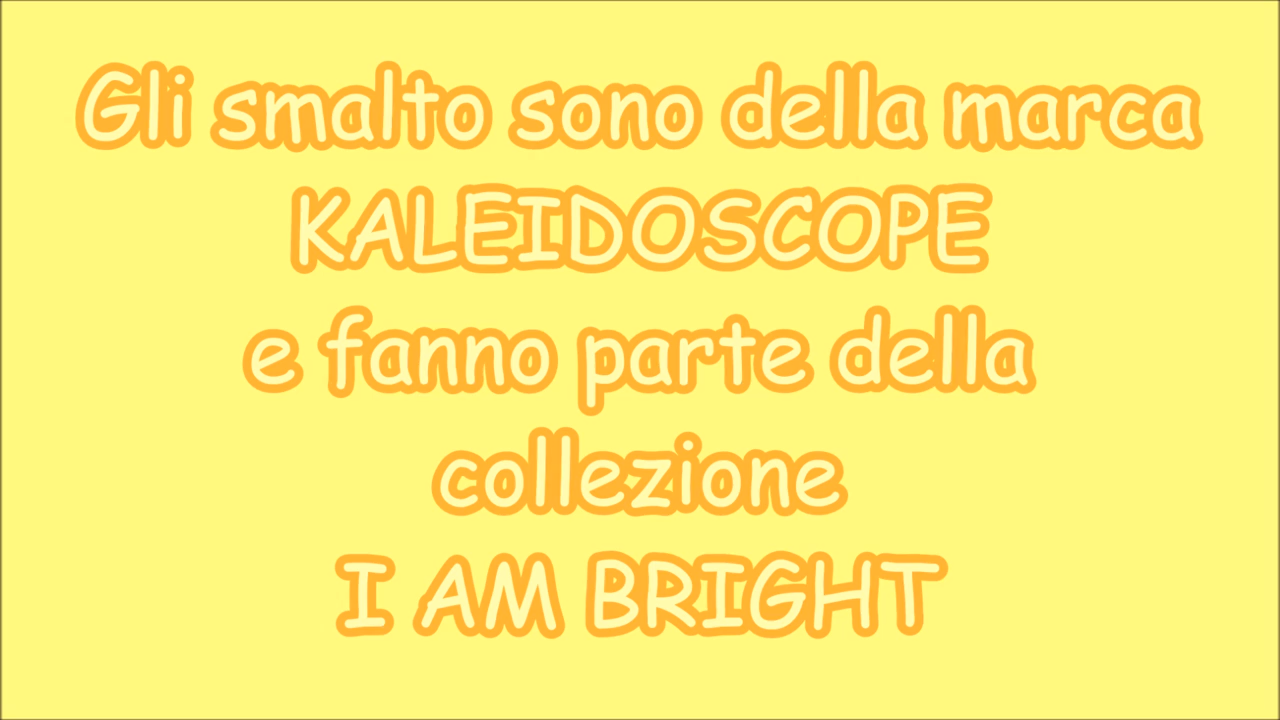 Gli smalto sono della marca
KALEIDOSCOPE
e fanno parte della
collezione
I AM BRIGHT